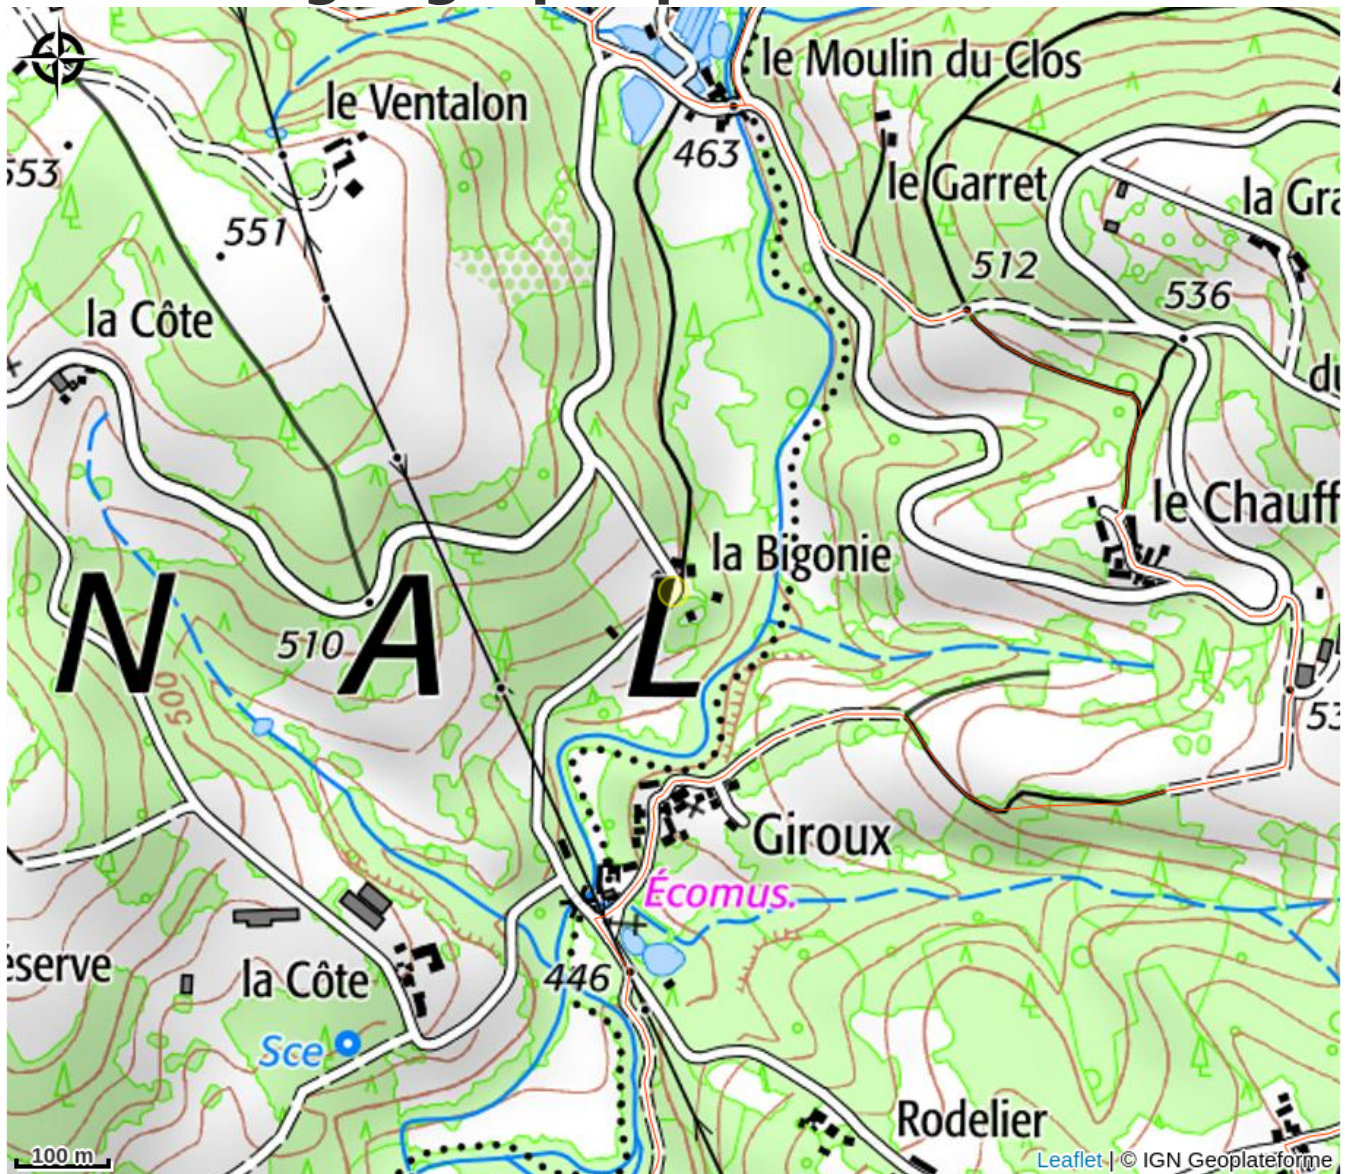 le Moulin du Clos
le Ventalon
463
553
le Garret
la Gra
551
512
536
la Côte
du
le Chauff
la Bigonie
N A L
510
500
53
Giroux
Écomus.
éserve
la Côte
446
Sce
Rodelier
100 m
Leaflet | © IGN Geoplateforme